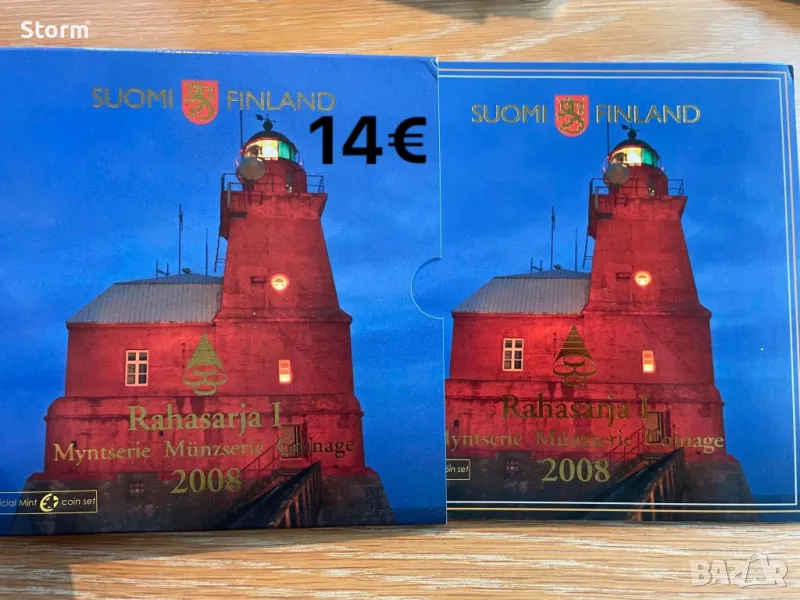 Storm
SUOMI FINLAND
14€
Rahasarja I
Myntserie Münzserie Coinage
2008
Mint coin set
SUOMI FINLAND
Rahasarja I
Myntserie Münzserie Coinage
2008
coin set
BAZAR